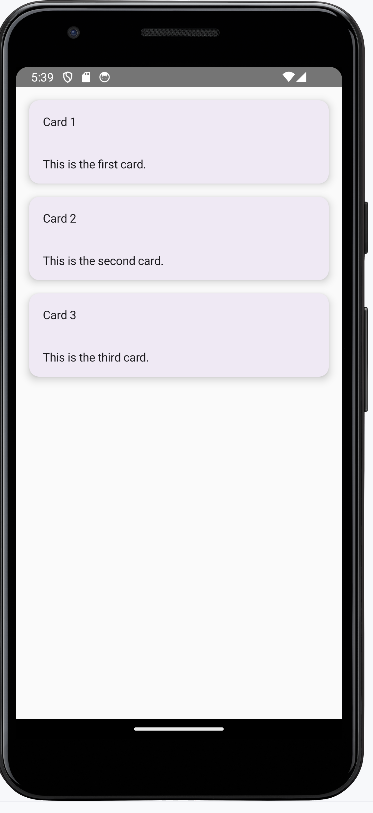 5:39
Card 1
This is the first card.
Card 2
This is the second card.
Card 3
This is the third card.